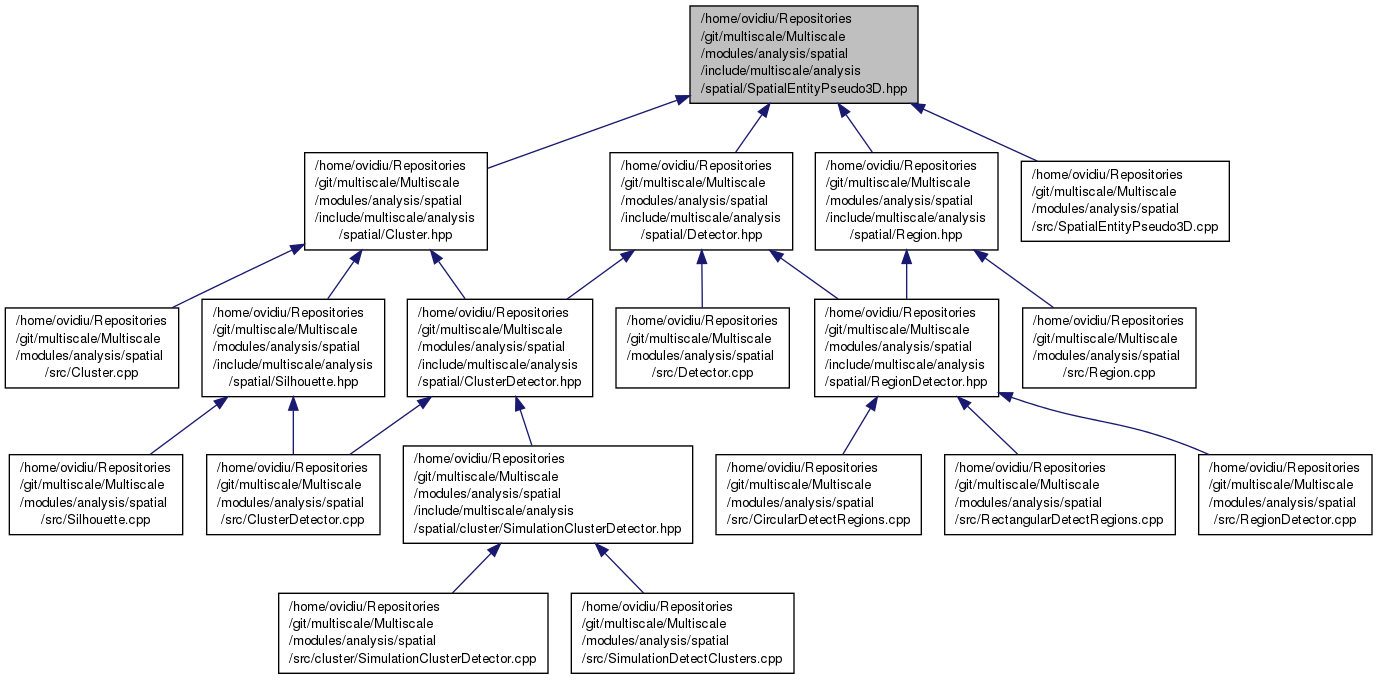 /home/ovidiu/Repositories
/git/multiscale/Multiscale
/modules/analysis/spatial
/include/multiscale/analysis
/spatial/SpatialEntityPseudo3D.hpp
/home/ovidiu/Repositories
/git/multiscale/Multiscale
/modules/analysis/spatial
/include/multiscale/analysis
/spatial/Cluster.hpp
/home/ovidiu/Repositories
/git/multiscale/Multiscale
/modules/analysis/spatial
/include/multiscale/analysis
/spatial/Detector.hpp
/home/ovidiu/Repositories
/git/multiscale/Multiscale
/modules/analysis/spatial
/include/multiscale/analysis
/spatial/Region.hpp
/home/ovidiu/Repositories
/git/multiscale/Multiscale
/modules/analysis/spatial
/src/SpatialEntityPseudo3D.cpp
/home/ovidiu/Repositories
/git/multiscale/Multiscale
/modules/analysis/spatial
/src/Cluster.cpp
/home/ovidiu/Repositories
/git/multiscale/Multiscale
/modules/analysis/spatial
/include/multiscale/analysis
/spatial/Silhouette.hpp
/home/ovidiu/Repositories
/git/multiscale/Multiscale
/modules/analysis/spatial
/include/multiscale/analysis
/spatial/ClusterDetector.hpp
/home/ovidiu/Repositories
/git/multiscale/Multiscale
/modules/analysis/spatial
/src/Detector.cpp
/home/ovidiu/Repositories
/git/multiscale/Multiscale
/modules/analysis/spatial
/include/multiscale/analysis
/spatial/RegionDetector.hpp
/home/ovidiu/Repositories
/git/multiscale/Multiscale
/modules/analysis/spatial
/src/Region.cpp
/home/ovidiu/Repositories
/git/multiscale/Multiscale
/modules/analysis/spatial
/src/Silhouette.cpp
/home/ovidiu/Repositories
/git/multiscale/Multiscale
/modules/analysis/spatial
/src/ClusterDetector.cpp
/home/ovidiu/Repositories
/git/multiscale/Multiscale
/modules/analysis/spatial
/include/multiscale/analysis
/spatial/cluster/SimulationClusterDetector.hpp
/home/ovidiu/Repositories
/git/multiscale/Multiscale
/modules/analysis/spatial
/src/CircularDetectRegions.cpp
/home/ovidiu/Repositories
/git/multiscale/Multiscale
/modules/analysis/spatial
/src/RectangularDetectRegions.cpp
/home/ovidiu/Repositories
/git/multiscale/Multiscale
/modules/analysis/spatial
/src/RegionDetector.cpp
/home/ovidiu/Repositories
/git/multiscale/Multiscale
/modules/analysis/spatial
/src/cluster/SimulationClusterDetector.cpp
/home/ovidiu/Repositories
/git/multiscale/Multiscale
/modules/analysis/spatial
/src/SimulationDetectClusters.cpp